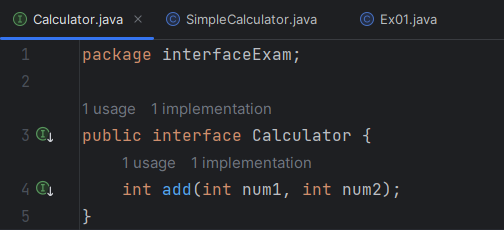 Calculator.java × SimpleCalculator.java Ex01.java
1 package interfaceExam;
2
1 usage 1 implementation
3 public interface Calculator {
1 usage 1 implementation
4 int add(int num1, int num2);
5 }